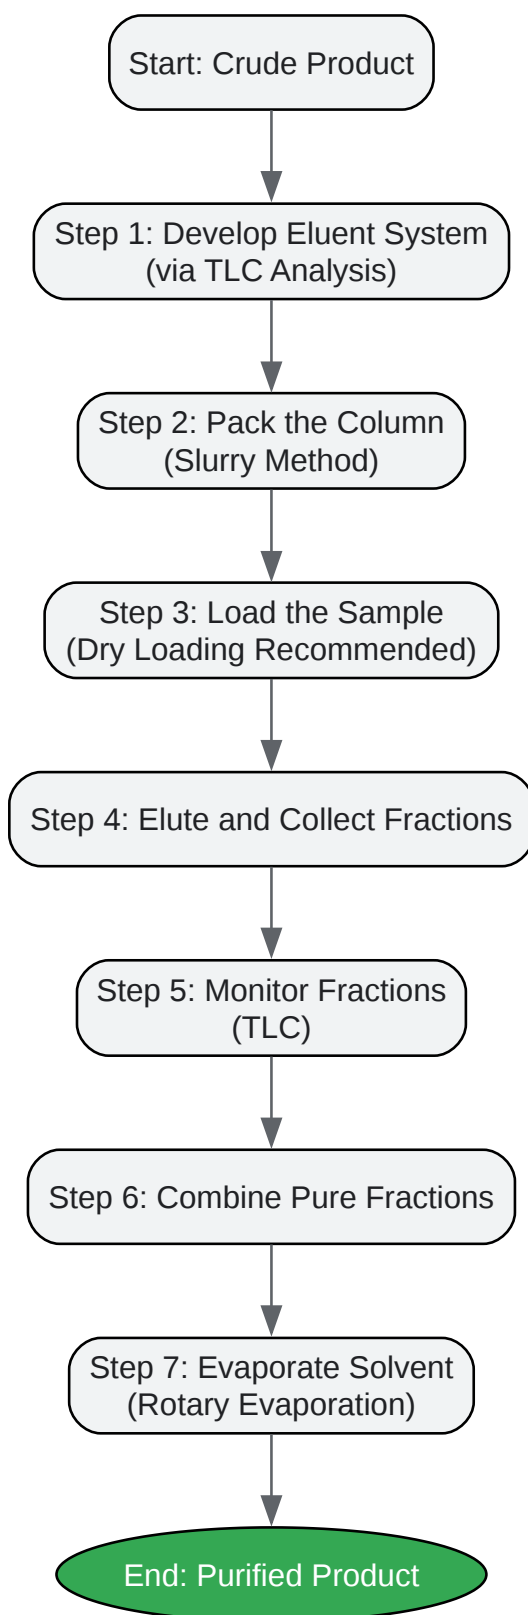 Start: Crude Product
Step 1: Develop Eluent System
(via TLC Analysis)
Step 2: Pack the Column
(Slurry Method)
Step 3: Load the Sample
(Dry Loading Recommended)
Step 4: Elute and Collect Fractions
Step 5: Monitor Fractions
(TLC)
Step 6: Combine Pure Fractions
Step 7: Evaporate Solvent
(Rotary Evaporation)
End: Purified Product